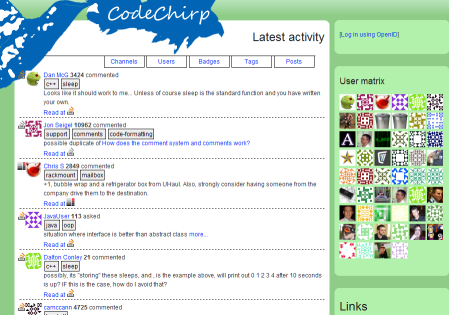 CodeChirp
Latest activity
[Log in using OpenID]
Channels Users Badges Tags Posts
Dan McG 3424 commented
c++ sleep
Looks like it should work to me... Unless of course sleep is the standard function and you have written
your own.
Read at
Jon Seigel 10962 commented
support comments code-formatting
possible duplicate of How does the comment system and comments work?
Read at
Chris S 2849 commented
rackmount mailbox
+1, bubble wrap and a refrigerator box from UHaul. Also, strongly consider having someone from the
company drive them to the destination.
Read at
JavaUser 113 asked
java oop
situation where interface is better than abstract class more...
Read at
Dalton Conley 21 commented
c++ sleep
possibly, its "storing" these sleeps, and.. is the example above, will print out 0 1 2 3 4 after 10 seconds
is up? IF this is the case, how do I avoid that?
Read at
camccann 4725 commented
User matrix
Links